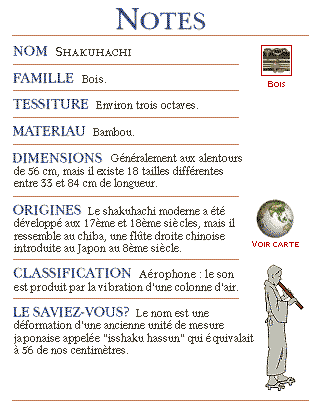 NOTES
NOM SHAKUHACHI
BOIS
FAMILLE Bois.
TESSITURE Environ trois octaves.
MATERIAU Bambou.
DIMENSIONS Généralement aux alentours
de 56 cm, mais il existe 18 tailles différentes
entre 33 et 84 cm de longueur.
ORIGINES Le shakuhachi moderne a été
développé aux 17ème et 18ème siècles, mais il
ressemble au chiba, une flûte droite chinoise
introduite au Japon au 8ème siècle.
VOIR CARTE
CLASSIFICATION Aérophone : le son
est produit par la vibration d'une colonne d'air.
LE SAVIEZ-VOUS? Le nom est une
déformation d'une ancienne unité de mesure
japonaise appelée "isshaku hassun" qui équivalait
à 56 de nos centimètres.